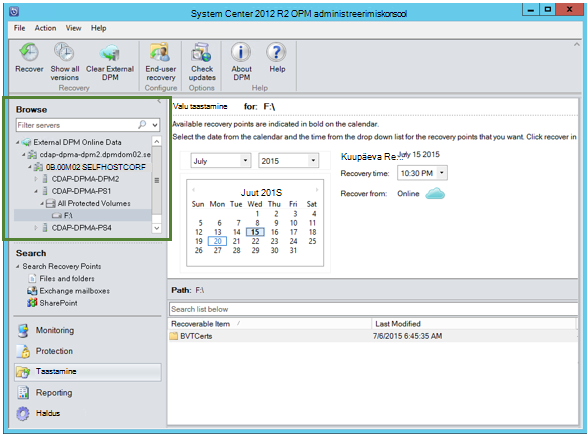 System Center 2012 R2 OPM administreerimiskonsool
File Action View Help
Recover
Show all versions
Clear External DPM
End-user recovery
Check updates
About DPM
Help
Recovery
Configure
Options
Help
Browse
Filter servers
External DPM Online Data
cdap-dpma-dpm2.dpmdom02.se
0B.00M02 SELFHOSTCORF
CDAP-DPMA-DPM2
CDAP-DPMA-PS1
All Protected Volumes
F:\
CDAP-DPMA-PS4
Search
Search Recovery Points
Files and folders
Exchange mailboxes
SharePoint
Monitoring
Protection
Taastamine
Reporting
Haldus
Valu taastamine for: F:\
Available recovery points are indicated in bold on the calendar.
Select the date from the calendar and the time from the drop down list for the recovery points that you want. Click recover in
July 2015
Juut 201S
Sun Mon Tue Wed Thu Fri Sat
1 2 3 4
5 6 7 8 9 10 11
12 13 14 15 16 17 18
19 20 21 22 23 24 25
26 27 28 29 30 31
Kuupäeva Re... July 15 2015
Recovery time: 10:30 PM
Recover from: Online
Path: F:\
Search list below
Recoverable Item / Last Modified
BVTCerts 7/6/2015 6:45:35 AM